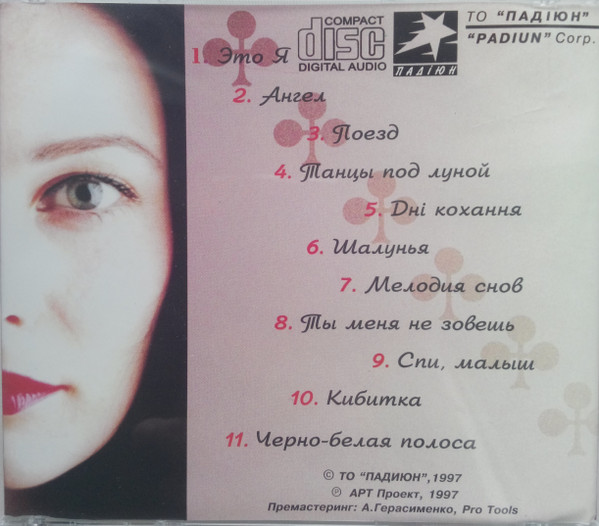 COMPACT
disc
DIGITAL AUDIO
ПАДІЮН
ТО "ПАДІЮН"
"PADIUN" Corp.
1. Это Я
2. Ангел
3. Поезд
4. Танцы под луной
5. Дні кохання
6. Шалунья
7. Мелодия снов
8. Ты меня не зовешь
9. Спи, малыш
10. Кибитка
11. Черно-белая полоса
© ТО "ПАДИЮН", 1997
℗ АРТ Проект, 1997
Премастеринг: А.Герасименко, Pro Tools